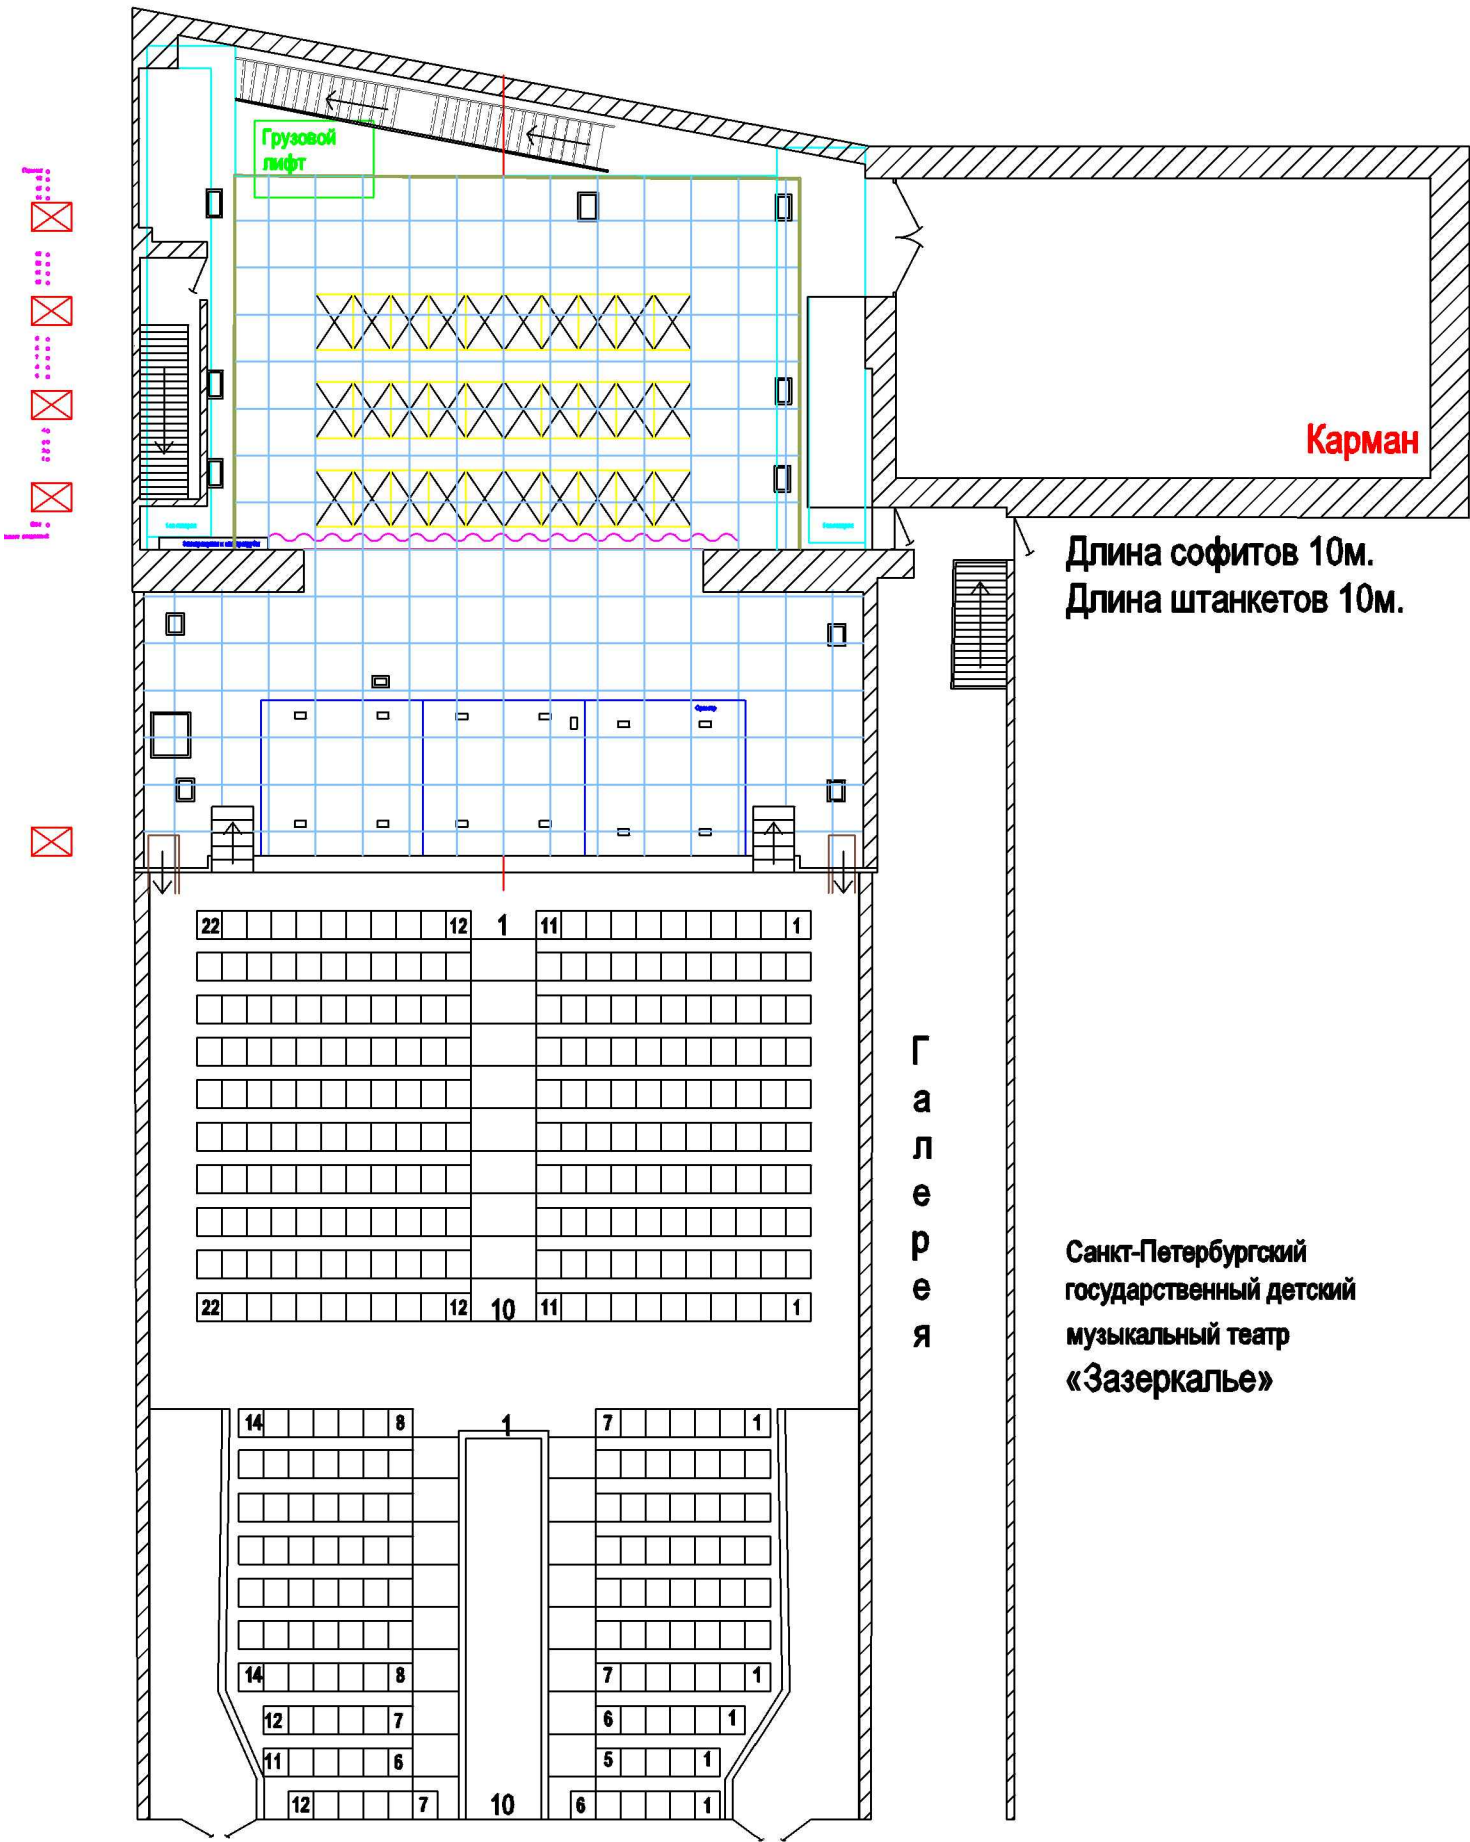 Грузовой
лифт
Карман
Длина софитов 10м.
Длина штанкетов 10м.
22 12 1 11 1
22 12 10 11 1
Галерея
Санкт-Петербургский
государственный детский
музыкальный театр
«Зазеркалье»
14 8 1 7 1
14 8 7 1
12 7 6 1
11 6 5 1
12 7 10 6 1